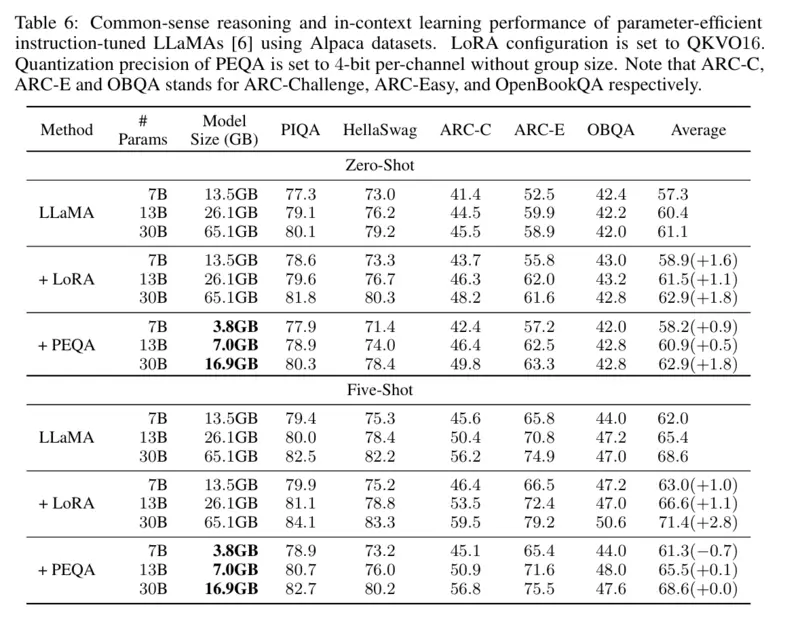 Table 6: Common-sense reasoning and in-context learning performance of parameter-efficient
instruction-tuned LLaMAs [6] using Alpaca datasets. LoRA configuration is set to QKVO16.
Quantization precision of PEQA is set to 4-bit per-channel without group size. Note that ARC-C,
ARC-E and OBQA stands for ARC-Challenge, ARC-Easy, and OpenBookQA respectively.
Method # Params Model Size (GB) PIQA HellaSwag ARC-C ARC-E OBQA Average
Zero-Shot
7B 13.5GB 77.3 73.0 41.4 52.5 42.4 57.3
LLaMA 13B 26.1GB 79.1 76.2 44.5 59.9 42.2 60.4
30B 65.1GB 80.1 79.2 45.5 58.9 42.0 61.1
7B 13.5GB 78.6 73.3 43.7 55.8 43.0 58.9(+1.6)
+ LoRA 13B 26.1GB 79.6 76.7 46.3 62.0 43.2 61.5(+1.1)
30B 65.1GB 81.8 80.3 48.2 61.6 42.8 62.9(+1.8)
7B 3.8GB 77.9 71.4 42.4 57.2 42.0 58.2(+0.9)
+ PEQA 13B 7.0GB 78.9 74.0 46.4 62.5 42.8 60.9(+0.5)
30B 16.9GB 80.3 78.4 49.8 63.3 42.8 62.9(+1.8)
Five-Shot
7B 13.5GB 79.4 75.3 45.6 65.8 44.0 62.0
LLaMA 13B 26.1GB 80.0 78.4 50.4 70.8 47.2 65.4
30B 65.1GB 82.5 82.2 56.2 74.9 47.0 68.6
7B 13.5GB 79.9 75.2 46.4 66.5 47.2 63.0(+1.0)
+ LoRA 13B 26.1GB 81.1 78.8 53.5 72.4 47.0 66.6(+1.1)
30B 65.1GB 84.1 83.3 59.5 79.2 50.6 71.4(+2.8)
7B 3.8GB 78.9 73.2 45.1 65.4 44.0 61.3(−0.7)
+ PEQA 13B 7.0GB 80.7 76.0 50.9 71.6 48.0 65.5(+0.1)
30B 16.9GB 82.7 80.2 56.8 75.5 47.6 68.6(+0.0)